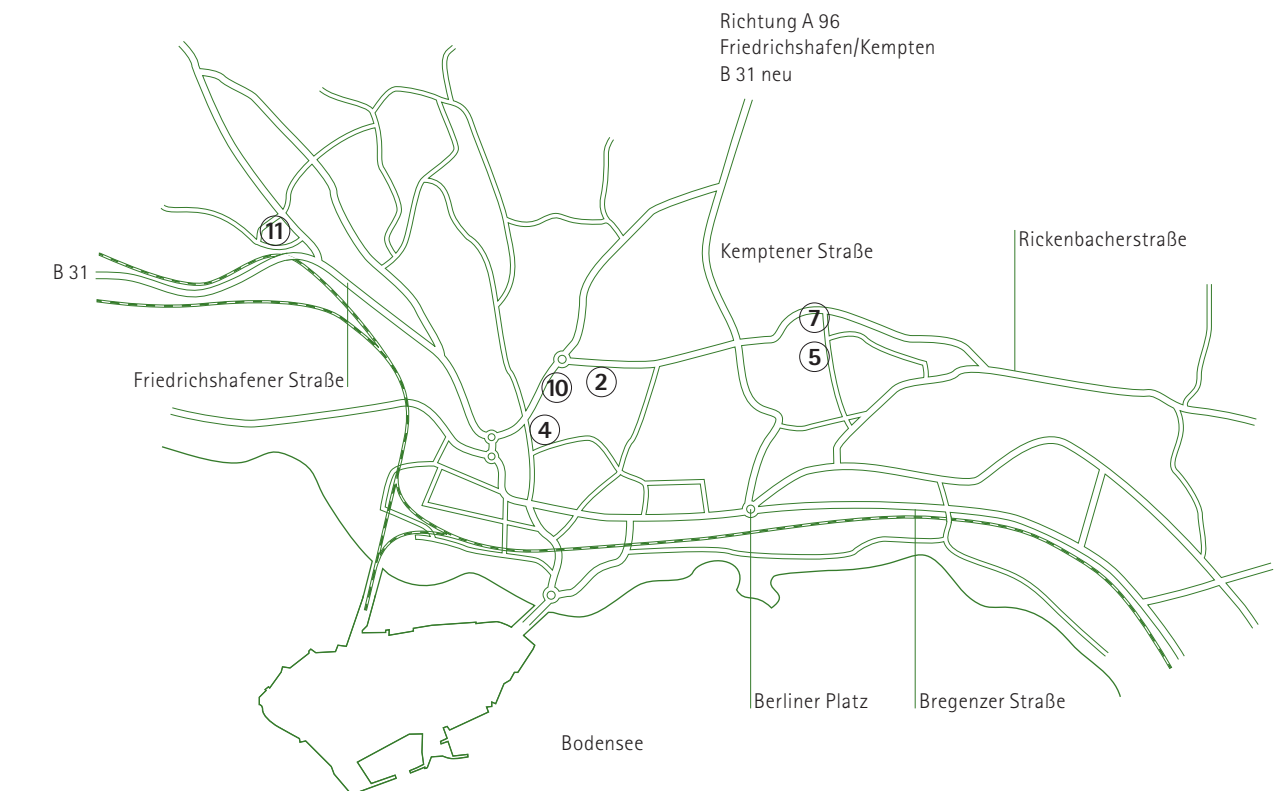 Richtung A 96
Friedrichshafen/Kempten
B 31 neu
11
Rickenbacherstraße
Kemptener Straße
B 31
7
5
Friedrichshafener Straße
10
2
4
Berliner Platz
Bregenzer Straße
Bodensee